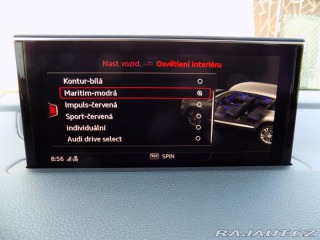 Nast.vozid. Osvětlení interiéru
Kontur-bílá
Maritim-modrá
Impuls-červená
Sport-červená
individuální
Audi drive select
8:56 SPIN
RAJAUT.CZ